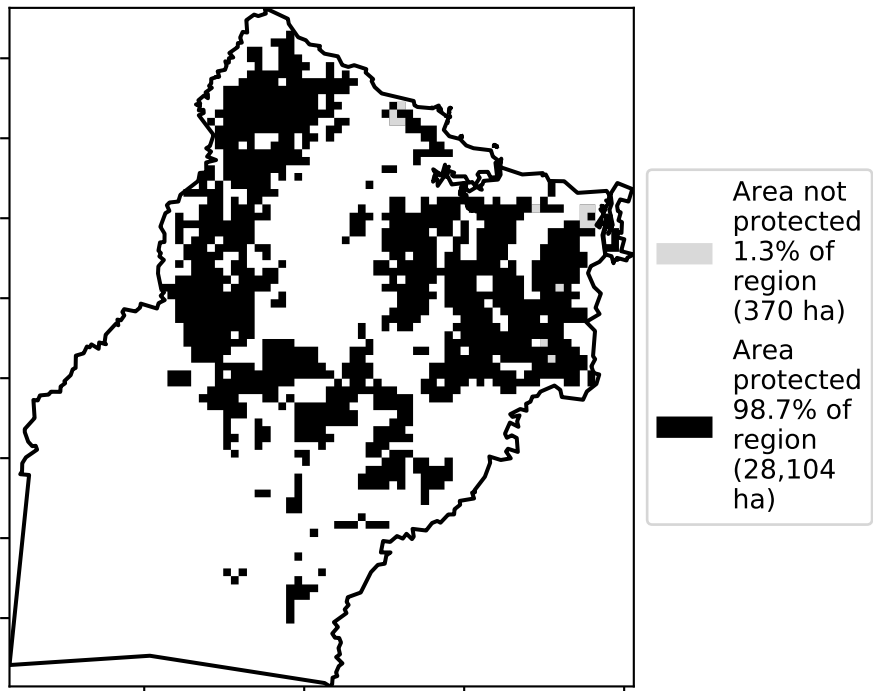 Area not
protected
1.3% of
region
(370 ha)
Area
protected
98.7% of
region
(28,104
ha)